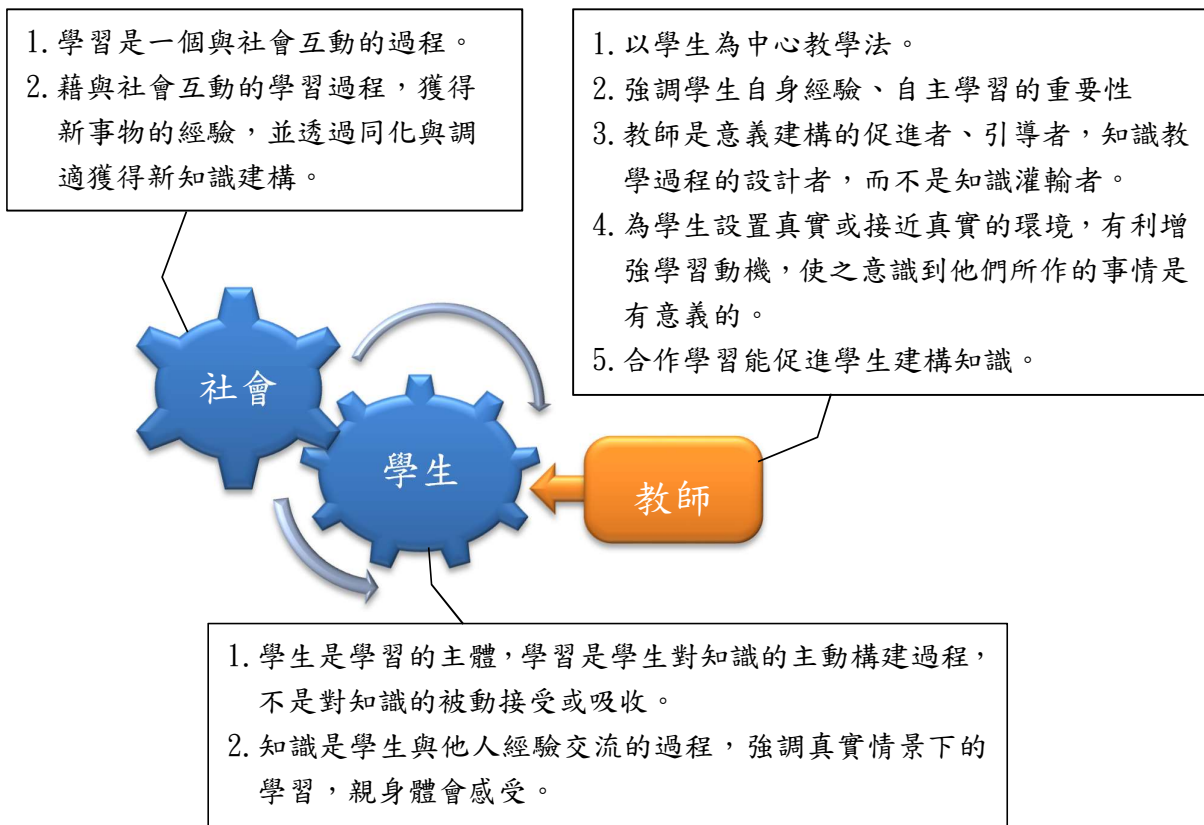 1. 學習是一個與社會互動的過程。
2. 藉與社會互動的學習過程，獲得
新事物的經驗，並透過同化與調
適獲得新知識建構。
1. 以學生為中心教學法。
2. 強調學生自身經驗、自主學習的重要性
3. 教師是意義建構的促進者、引導者，知識教
學過程的設計者，而不是知識灌輸者。
4. 為學生設置真實或接近真實的環境，有利增
強學習動機，使之意識到他們所作的事情是
有意義的。
5. 合作學習能促進學生建構知識。
社會
學生
教師
1. 學生是學習的主體，學習是學生對知識的主動構建過程，
不是對知識的被動接受或吸收。
2. 知識是學生與他人經驗交流的過程，強調真實情景下的
學習，親身體會感受。